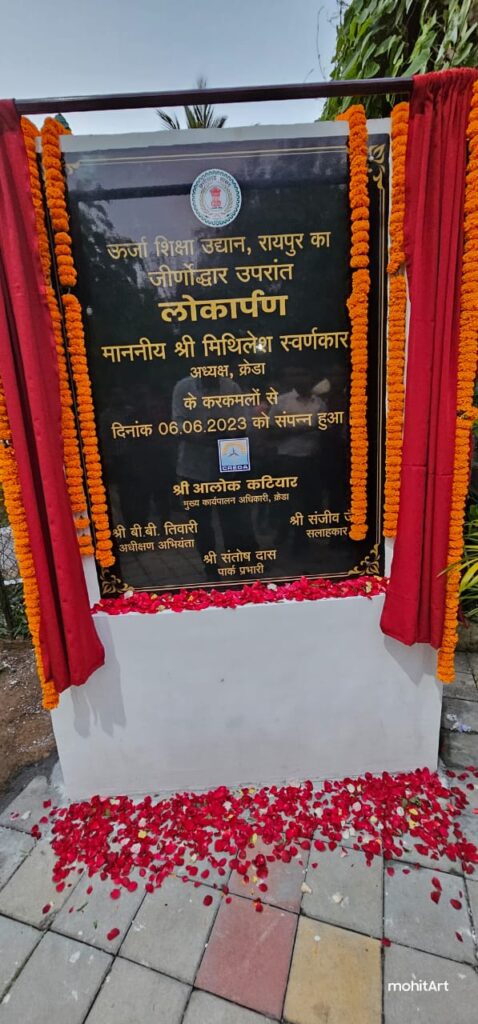 ऊर्जा शिक्षा उद्यान, रायपुर का
जीर्णोद्धार उपरांत
लोकार्पण
माननीय श्री मिथिलेश स्वर्णकार
अध्यक्ष, क्रेडा
के करकमलों से
दिनांक 06.06.2023 को संपन्न हुआ
CREDA
श्री आलोक कटियार
मुख्य कार्यपालन अधिकारी, क्रेडा
श्री बी.बी. तिवारी
अधीक्षण अभियंता
श्री संजीव
सलाहकार
श्री संतोष दास
पार्क प्रभारी
mohitArt